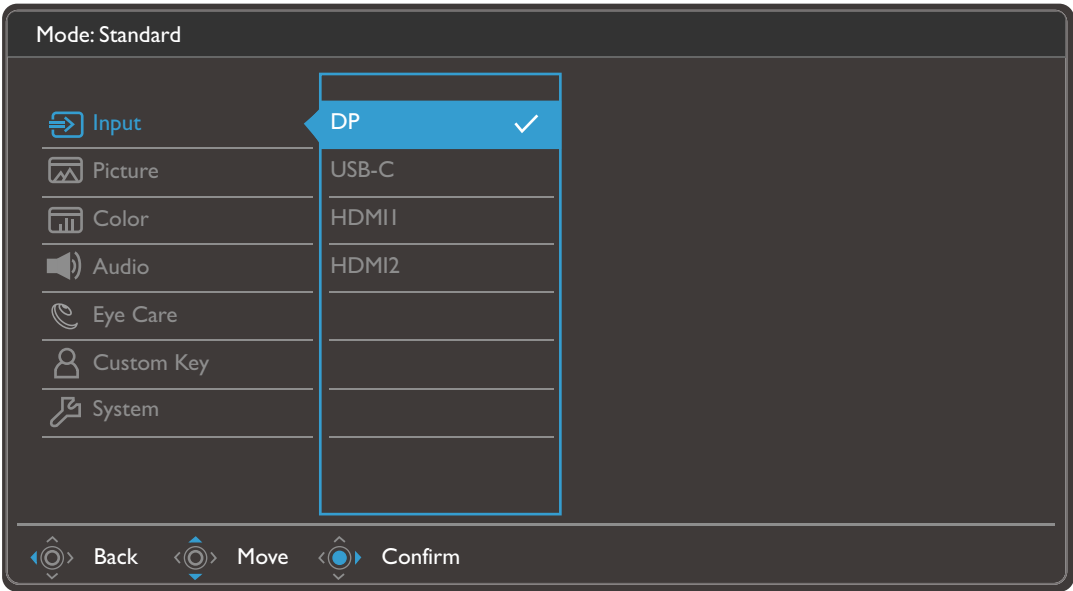 Mode: Standard
Input
Picture
Color
Audio
Eye Care
Custom Key
System
DP
USB-C
HDMI1
HDMI2
Back Move Confirm